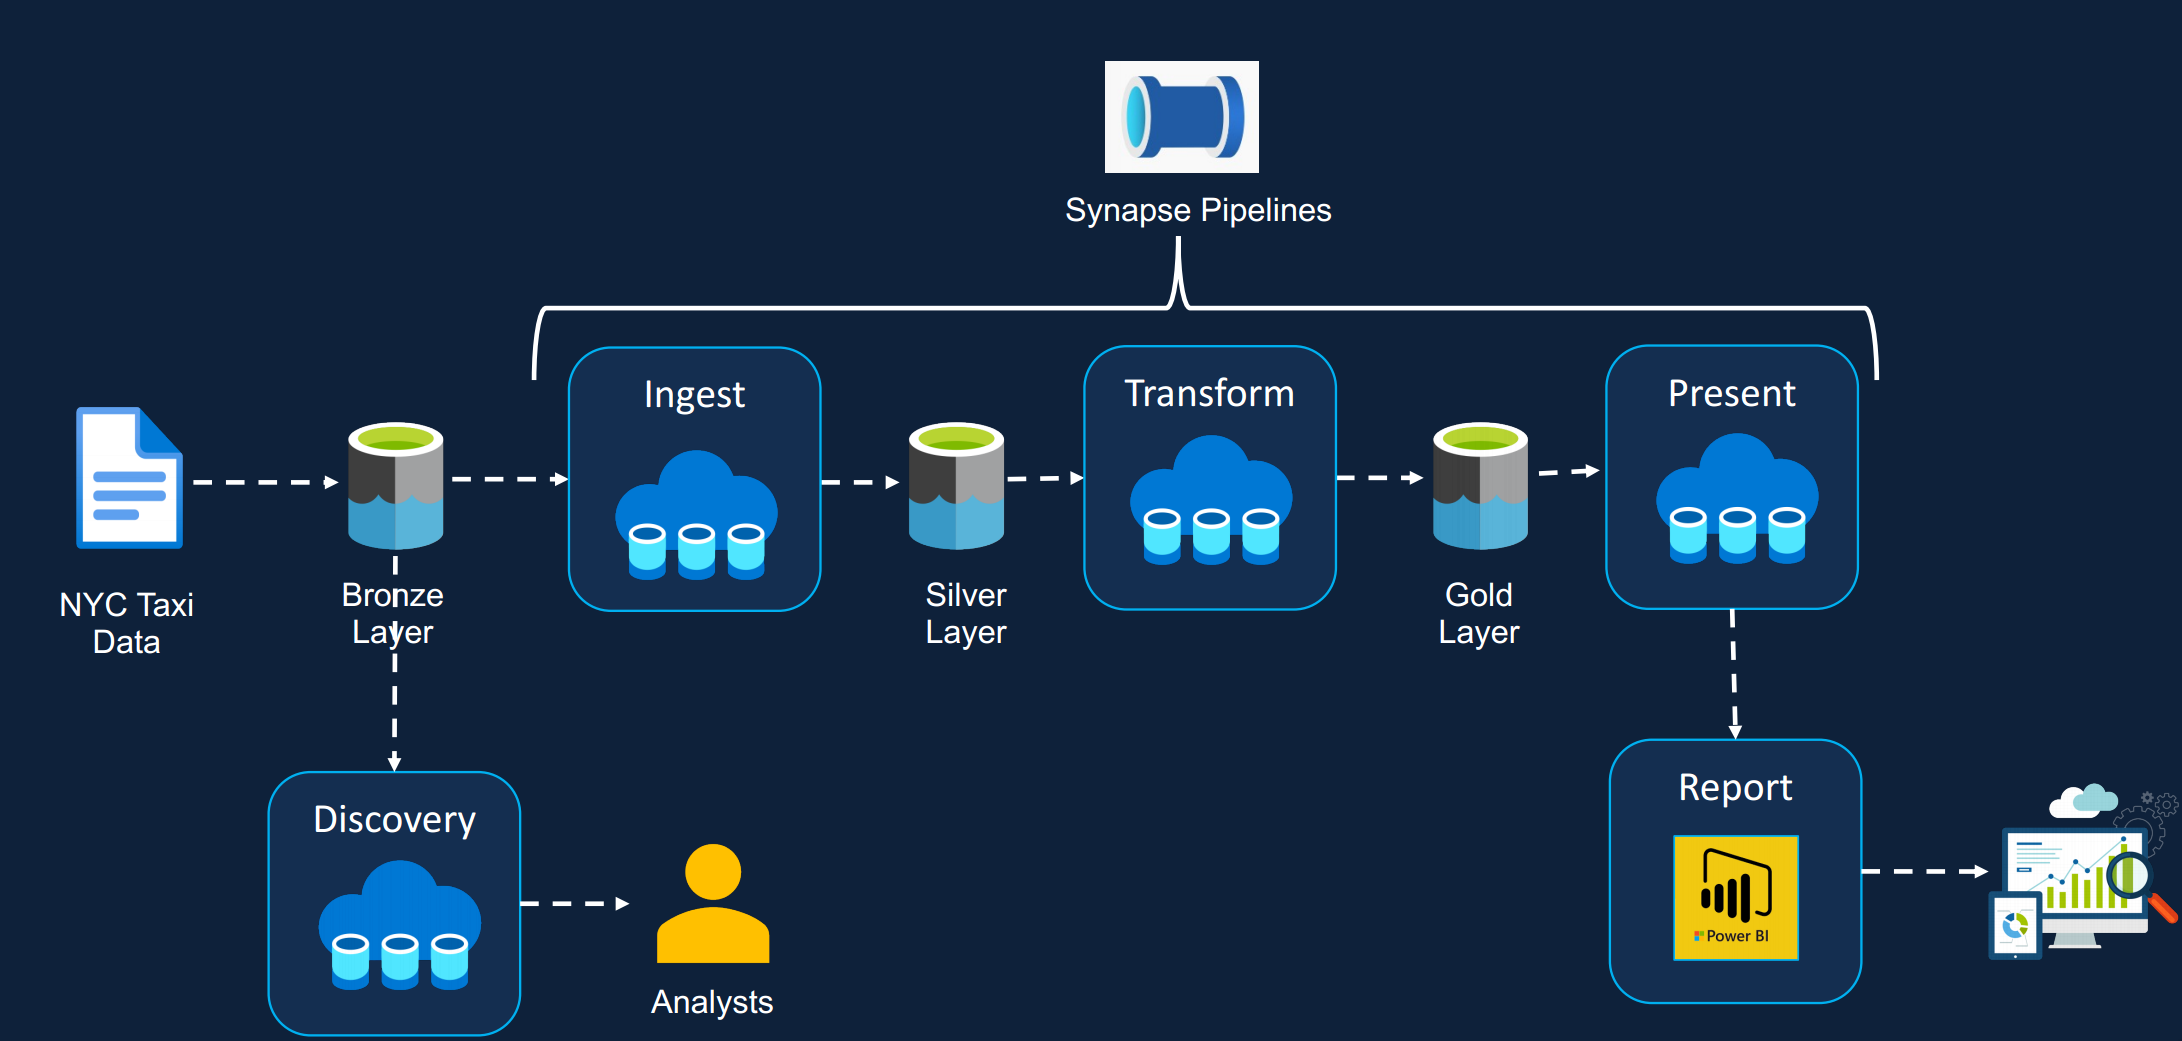 Synapse Pipelines
Ingest
Transform
Present
NYC Taxi
Data
Bronze
Layer
Silver
Layer
Gold
Layer
Discovery
Analysts
Report
Power BI